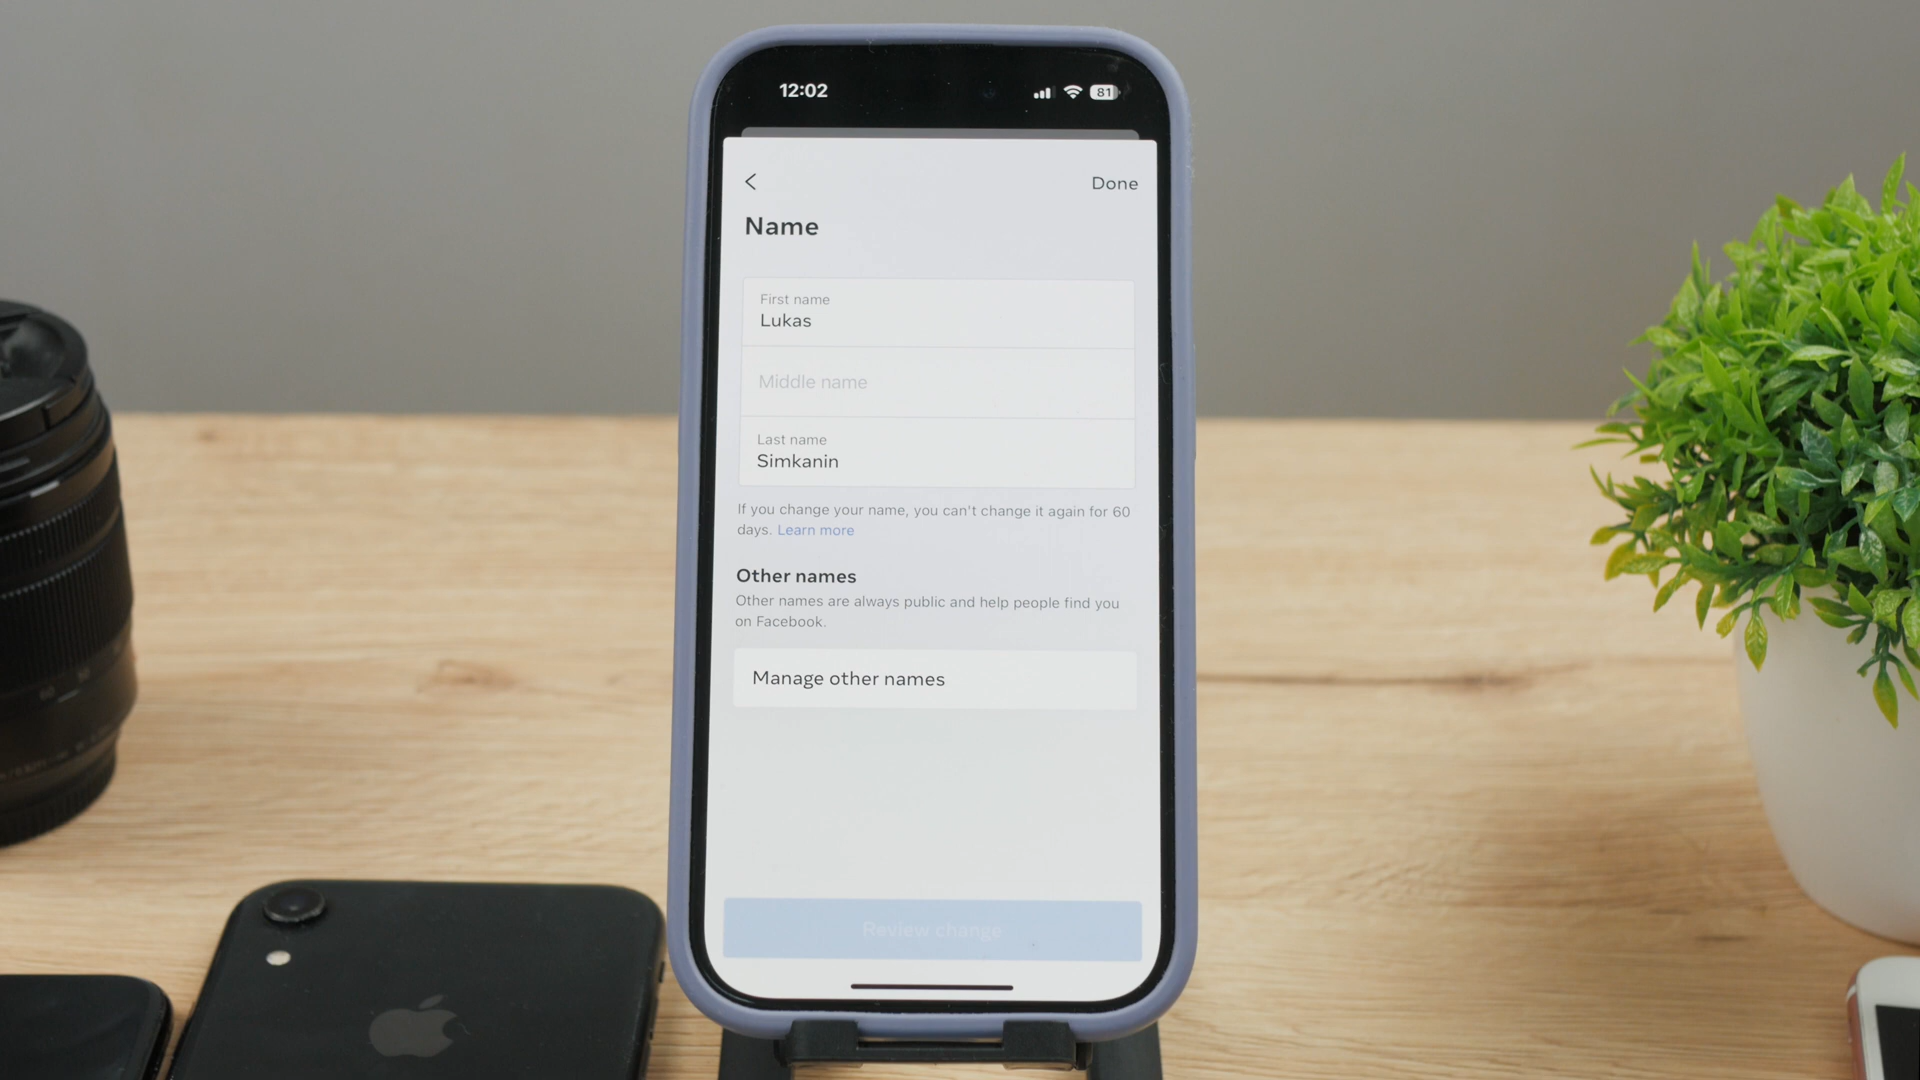 12:02
81
Done
Name
First name
Lukas
Middle name
Last name
Simkanin
If you change your name, you can't change it again for 60
days. Learn more
Other names
Other names are always public and help people find you
on Facebook.
Manage other names
Review change